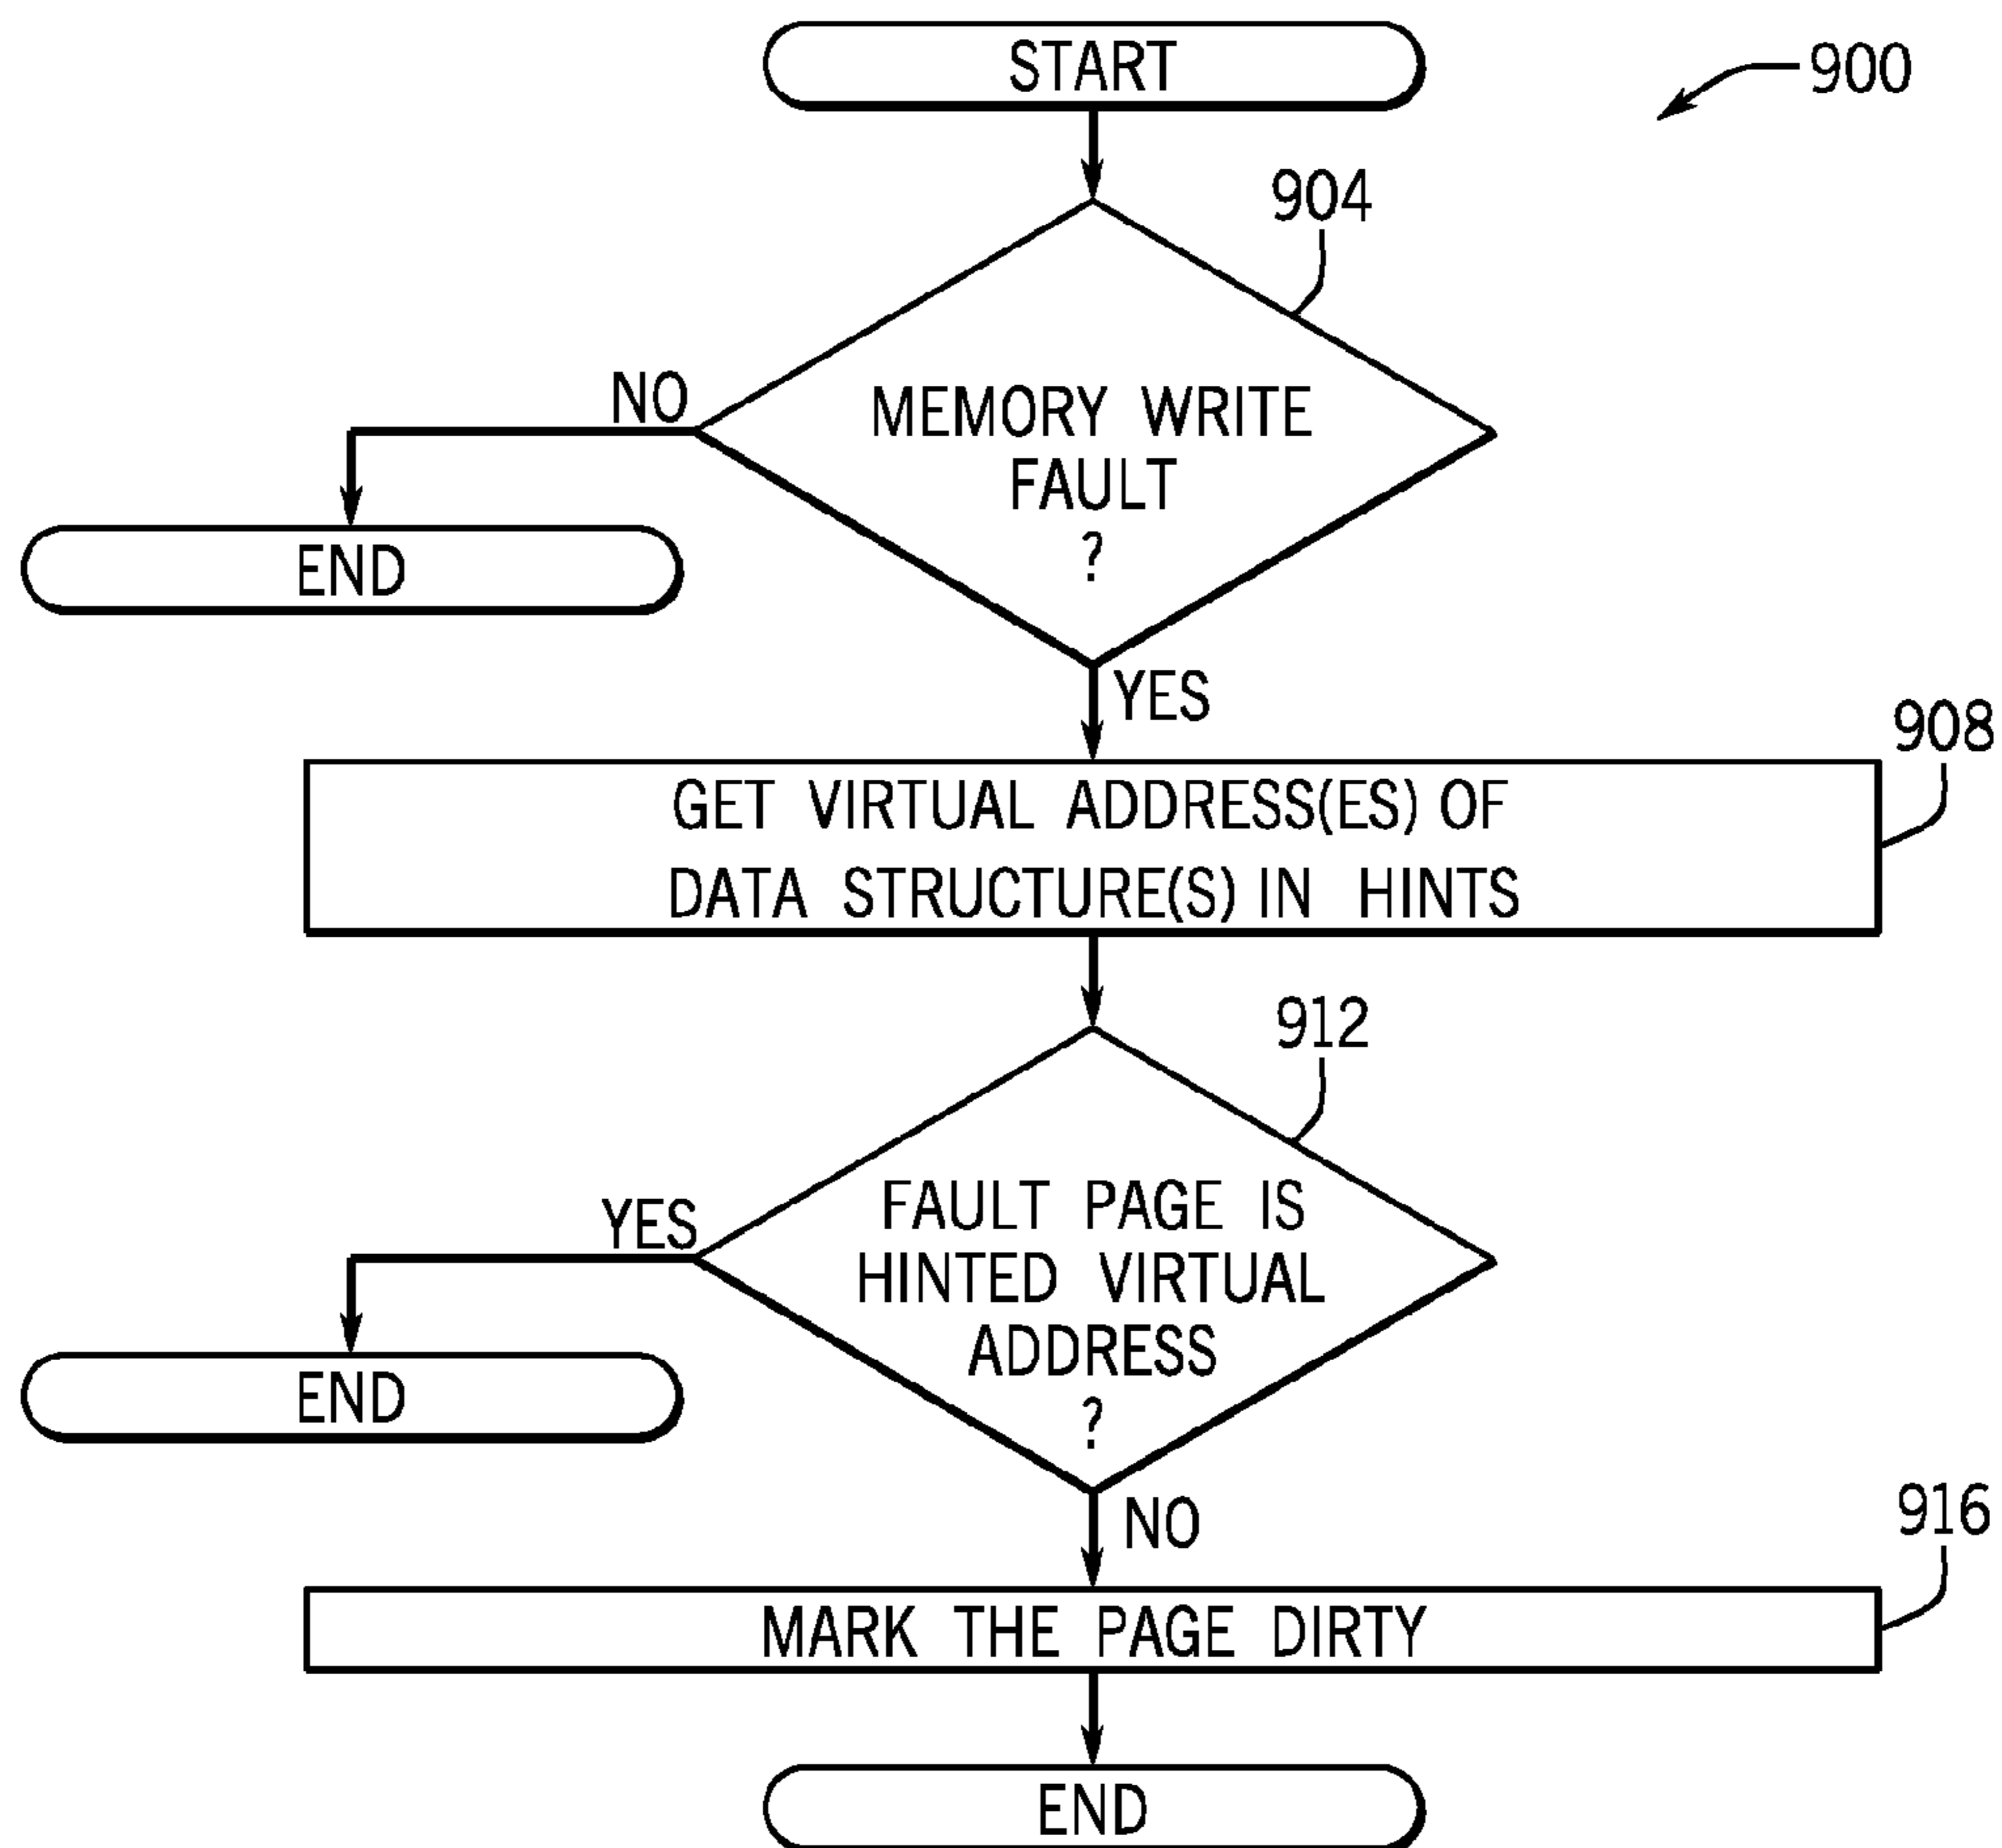 START
900
904
NO
MEMORY WRITE
FAULT
?
END
YES
908
GET VIRTUAL ADDRESS(ES) OF
DATA STRUCTURE(S) IN HINTS
912
YES
FAULT PAGE IS
HINTED VIRTUAL
ADDRESS
?
END
NO
916
MARK THE PAGE DIRTY
END